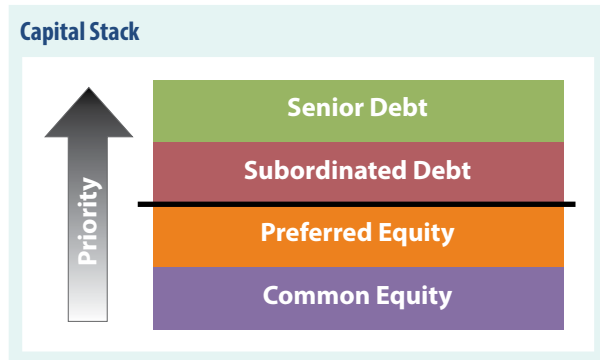 Capital Stack
Senior Debt
Subordinated Debt
Priority
Preferred Equity
Common Equity